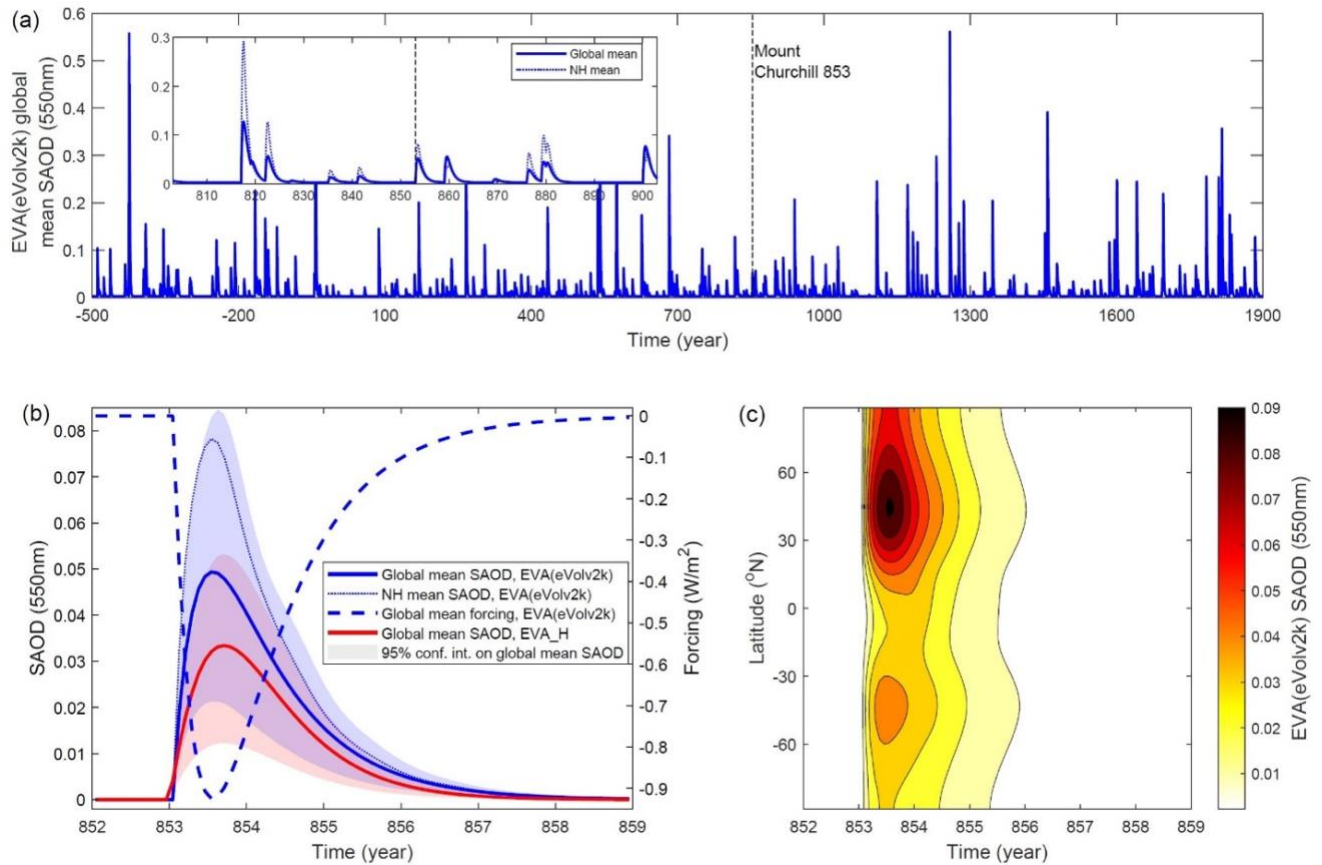 (a)
EVA(eVolv2k) global
mean SAOD (550nm)
0.6
0.5
0.4
0.3
0.2
0.1
0
0.3
0.2
0.1
0
Global mean
NH mean
810 820 830 840 850 860 870 880 890 900
Mount
Churchill 853
-500 -200 100 400 700 1000 1300 1600 1900
Time (year)
(b)
SAOD (550nm)
0.08
0.07
0.06
0.05
0.04
0.03
0.02
0.01
0
0
-0.1
-0.2
-0.3
-0.4
-0.5
-0.6
-0.7
-0.8
-0.9
Forcing (W/m2)
Global mean SAOD, EVA(eVolv2k)
NH mean SAOD, EVA(eVolv2k)
Global mean forcing, EVA(eVolv2k)
Global mean SAOD, EVA_H
95% conf. int. on global mean SAOD
852 853 854 855 856 857 858 859
Time (year)
(c)
Latitude (°N)
60
30
0
-30
-60
852 853 854 855 856 857 858 859
Time (year)
0.09
0.08
0.07
0.06
0.05
0.04
0.03
0.02
0.01
EVA(eVolv2k) SAOD (550nm)